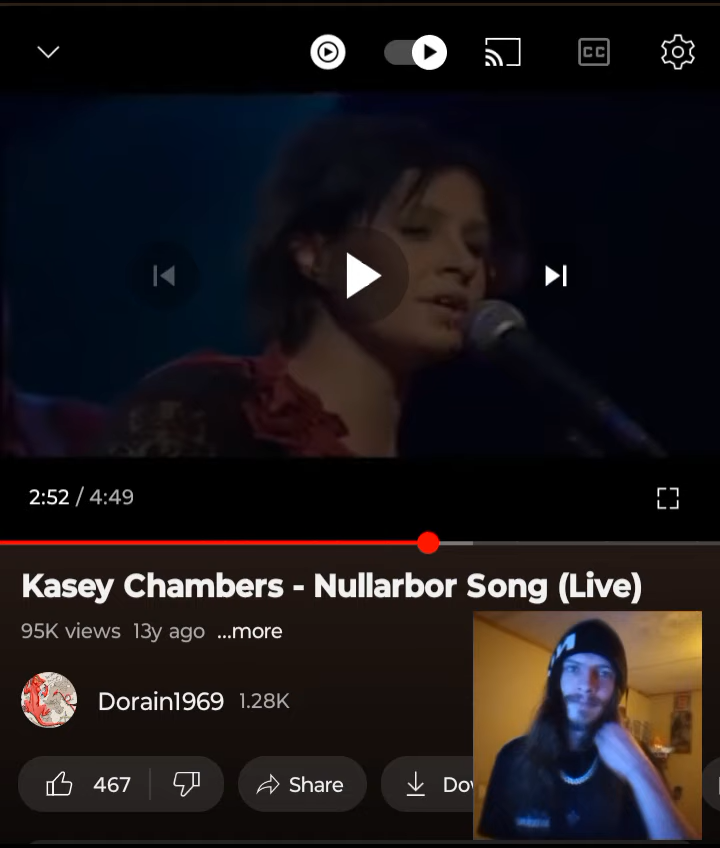 CC
2:52 / 4:49
Kasey Chambers - Nullarbor Song (Live)
95K views 13y ago ...more
Dorain1969 1.28K
467 Share Dow